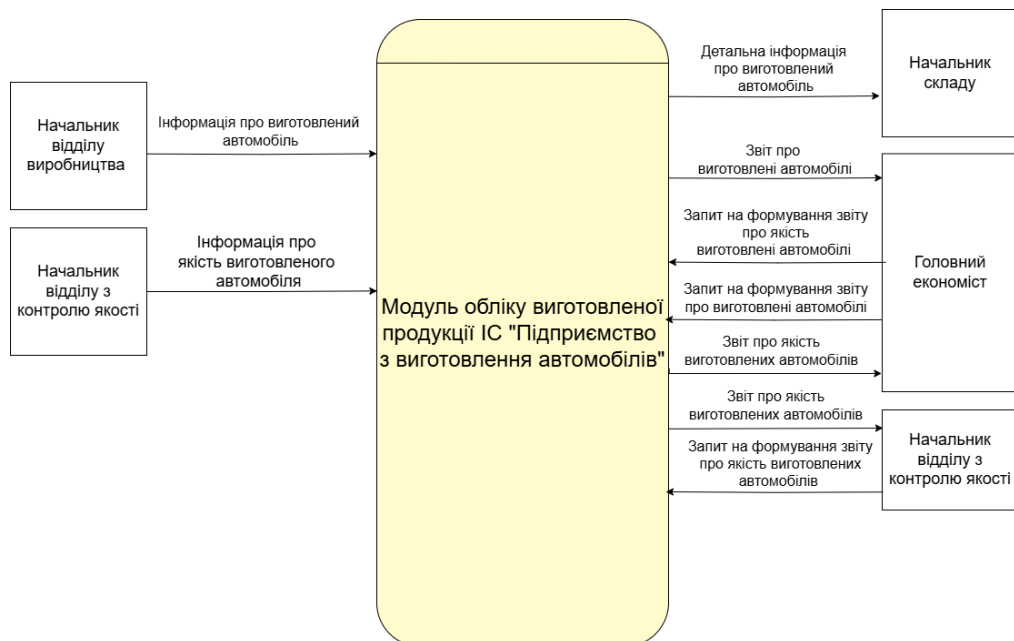 Начальник
відділу
виробництва
Інформація про виготовлений
автомобіль
Начальник
відділу з
контролю якості
Інформація про
якість виготовленого
автомобіля
Модуль обліку виготовленої
продукції ІС "Підприємство
з виготовлення автомобілів"
Детальна інформація
про виготовлений
автомобіль
Начальник
складу
Звіт про
виготовлені автомобілі
Запит на формування звіту
про якість
виготовлені автомобілі
Запит на формування звіту
про виготовлені автомобілі
Звіт про якість
виготовлених автомобілів
Головний
економіст
Звіт про якість
виготовлених автомобілів
Запит на формування звіту
про якість виготовлених
автомобілів
Начальник
відділу з
контролю якості